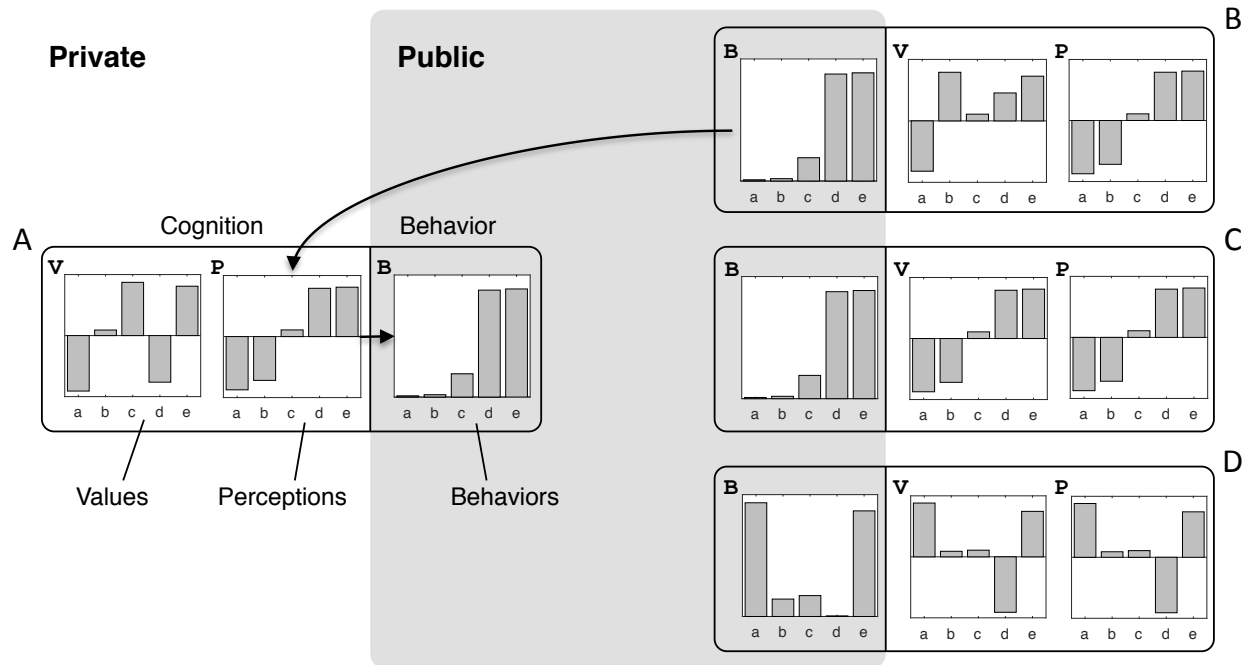 Private
Public
B
B
V
P
a b c d e
a b c d e
a b c d e
Cognition
Behavior
A
V
P
B
a b c d e
a b c d e
a b c d e
Values
Perceptions
Behaviors
C
B
V
P
a b c d e
a b c d e
a b c d e
D
B
V
P
a b c d e
a b c d e
a b c d e